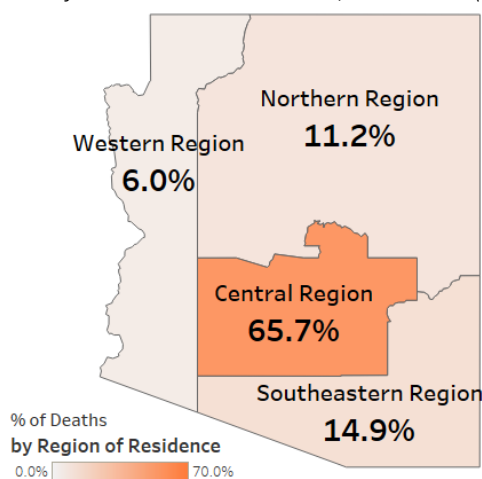 Northern Region
11.2%
Western Region
6.0%
Central Region
65.7%
Southeastern Region
14.9%
% of Deaths
by Region of Residence
0.0%
70.0%